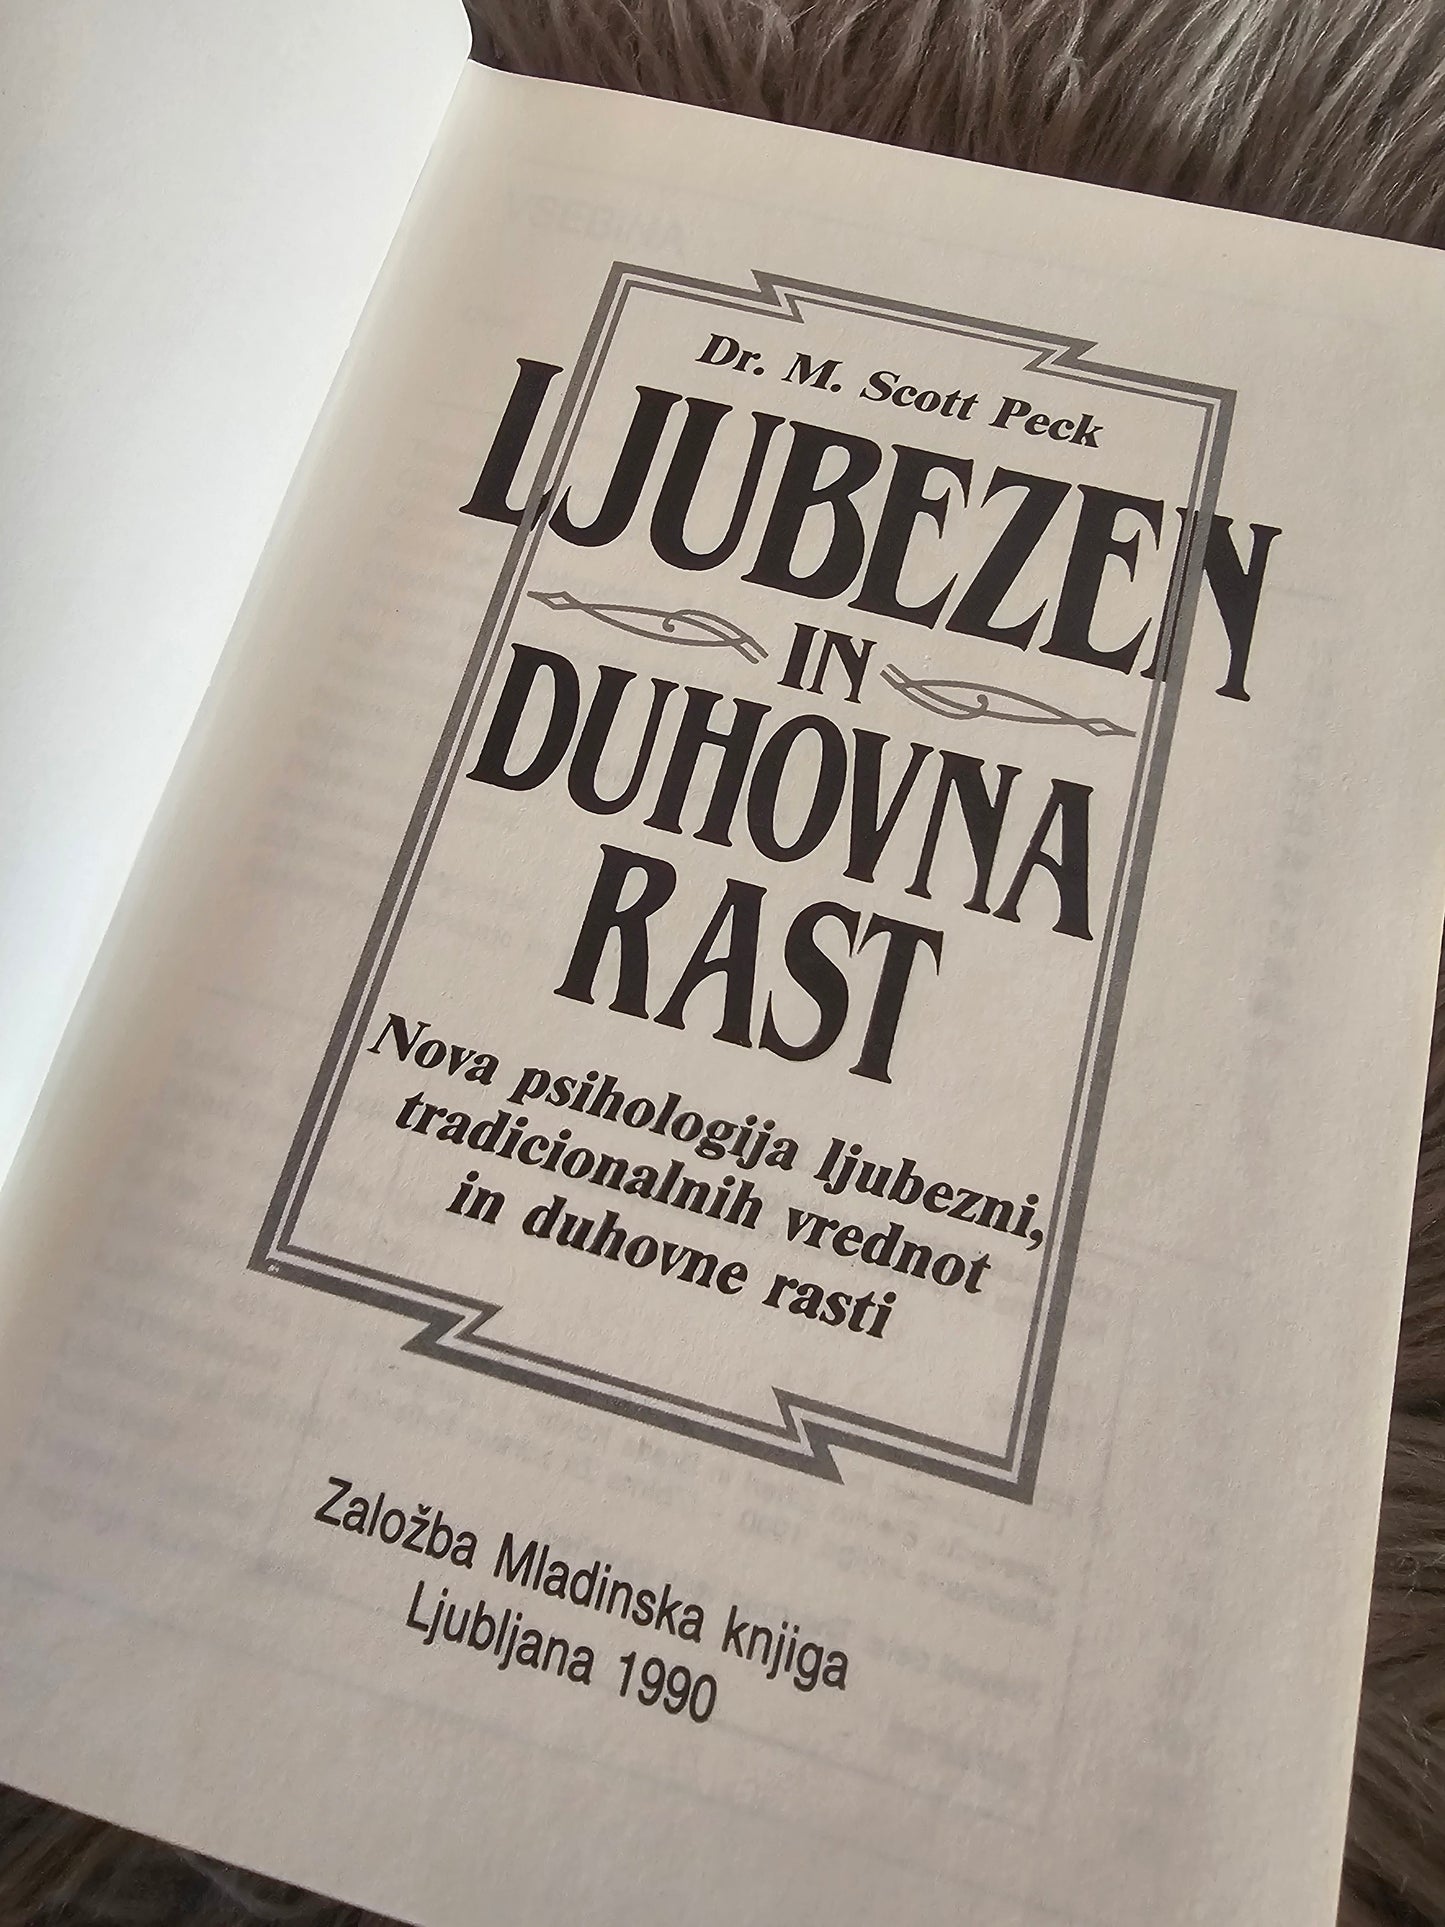 Dr. M. Scott Peck
LJUBEZEN
IN
DUHOVNA
RAST
Nova psihologija ljubezni,
tradicionalnih vrednot
in duhovne rasti
Založba Mladinska knjiga
Ljubljana 1990